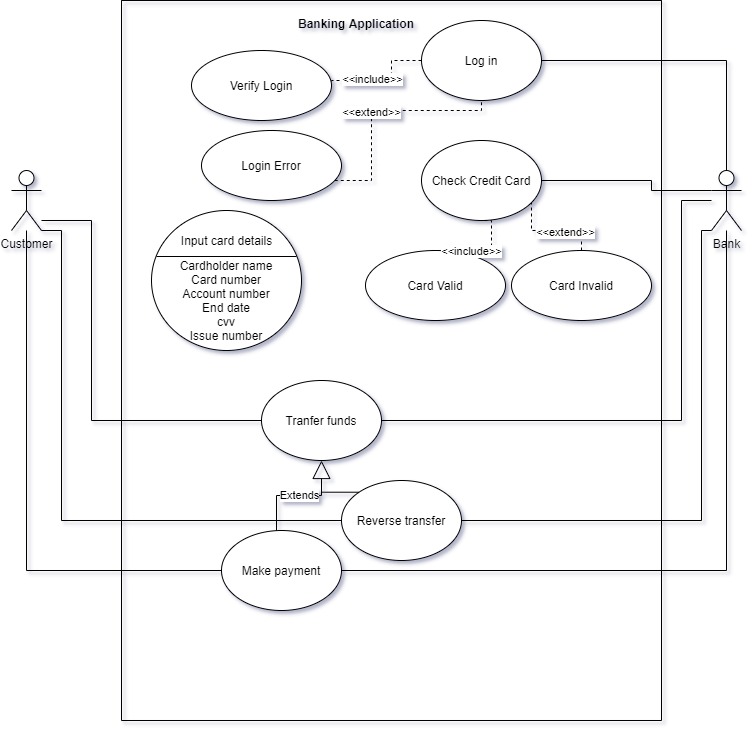 Banking Application
Log in
Verify Login
<<include>>
<<extend>>
Login Error
Check Credit Card
Customer
Bank
Input card details
Cardholder name
Card number
Account number
End date
cvv
Issue number
<<extend>>
<<include>>
Card Valid
Card Invalid
Tranfer funds
Extends
Reverse transfer
Make payment